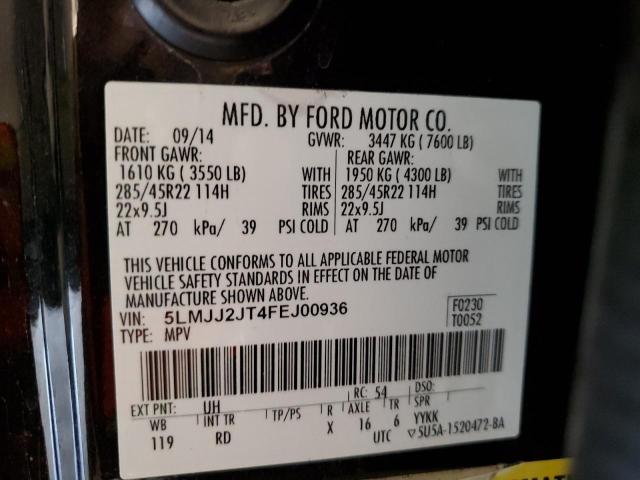 MFD. BY FORD MOTOR CO.
DATE: 09/14 GVWR: 3447 KG ( 7600 LB)
FRONT GAWR: REAR GAWR:
1610 KG ( 3550 LB) WITH 1950 KG ( 4300 LB) WITH
285/45R22 114H TIRES 285/45R22 114H TIRES
22x9.5J RIMS 22x9.5J RIMS
AT 270 kPa/ 39 PSI COLD AT 270 kPa/ 39 PSI COLD
THIS VEHICLE CONFORMS TO ALL APPLICABLE FEDERAL MOTOR
VEHICLE SAFETY STANDARDS IN EFFECT ON THE DATE OF
MANUFACTURE SHOWN ABOVE.
VIN: 5LMJJ2JT4FEJ00936 F0230
TYPE: MPV T0052
EXT PNT: UH RC: 54 DSO:
WB INT TR TP/PS R AXLE TR SPR
119 RD X 16 6 YYKK
UTC ▽5U5A-1520472-BA